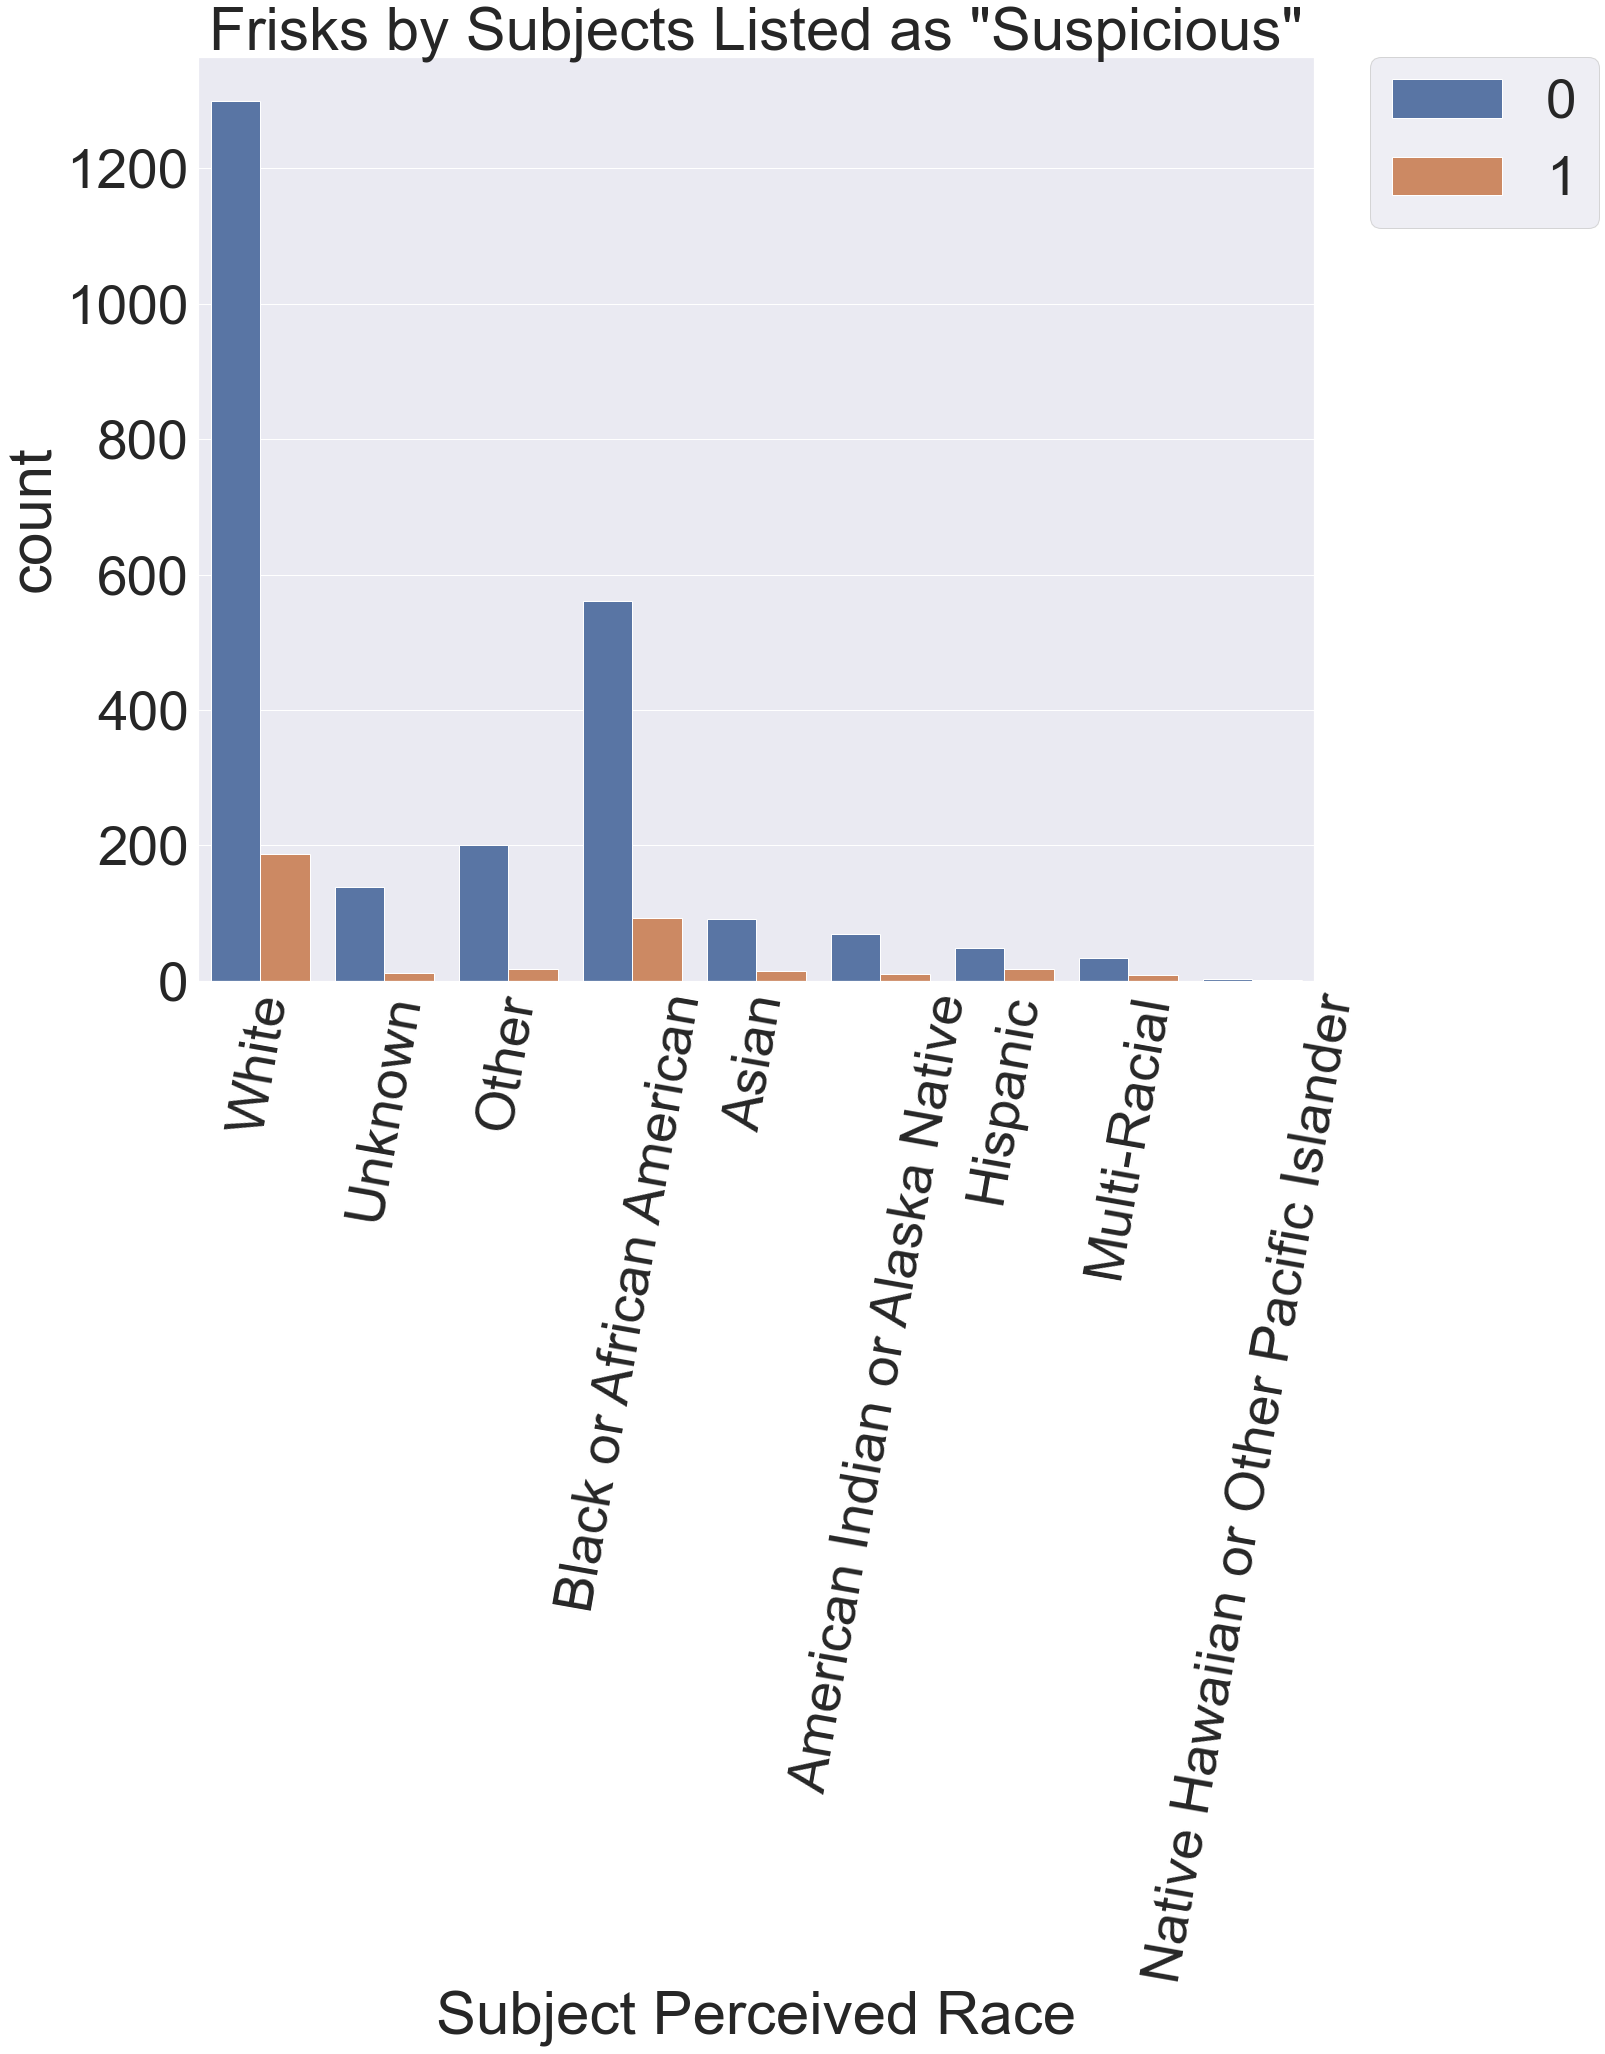 Frisks by Subjects Listed as "Suspicious"
0
1
count
1200
1000
800
600
400
200
0
White
Unknown
Other
Black or African American
Asian
American Indian or Alaska Native
Hispanic
Multi-Racial
Native Hawaiian or Other Pacific Islander
Subject Perceived Race